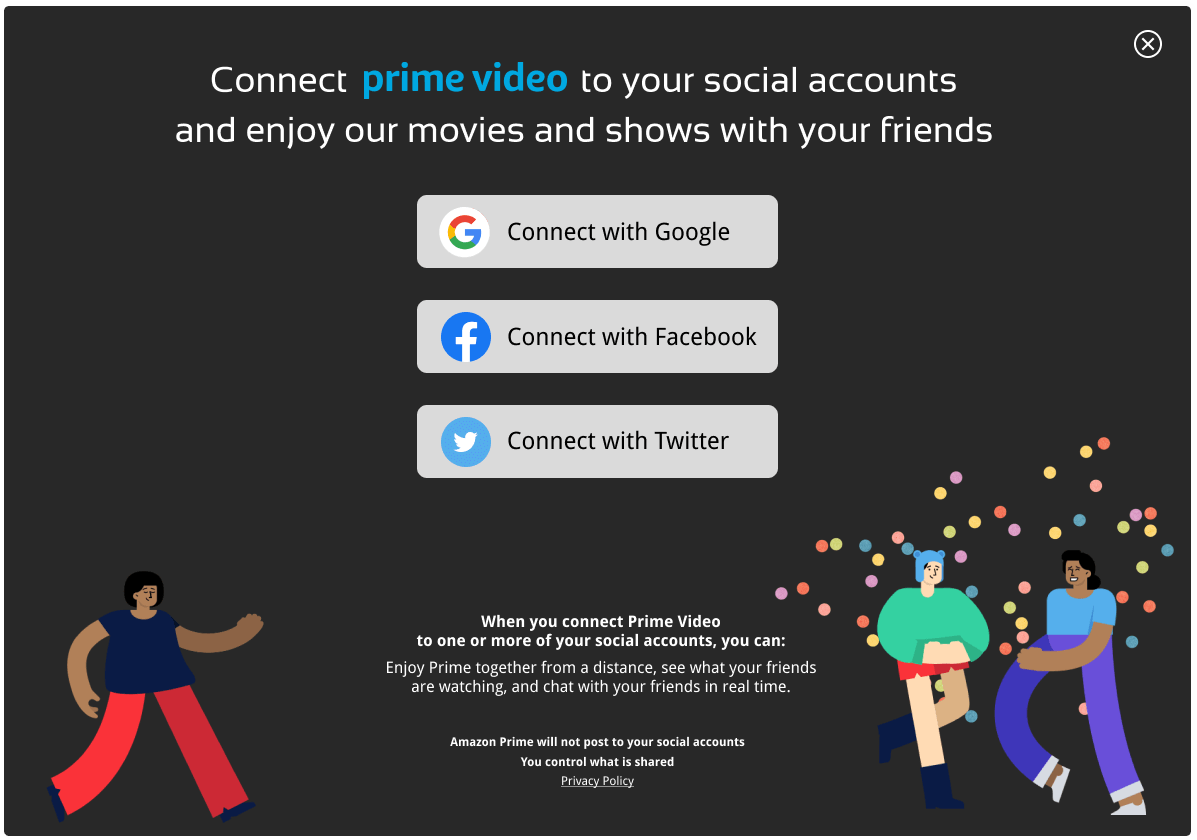 Connect prime video to your social accounts
and enjoy our movies and shows with your friends
Connect with Google
Connect with Facebook
Connect with Twitter
When you connect Prime Video
to one or more of your social accounts, you can:
Enjoy Prime together from a distance, see what your friends
are watching, and chat with your friends in real time.
Amazon Prime will not post to your social accounts
You control what is shared
Privacy Policy